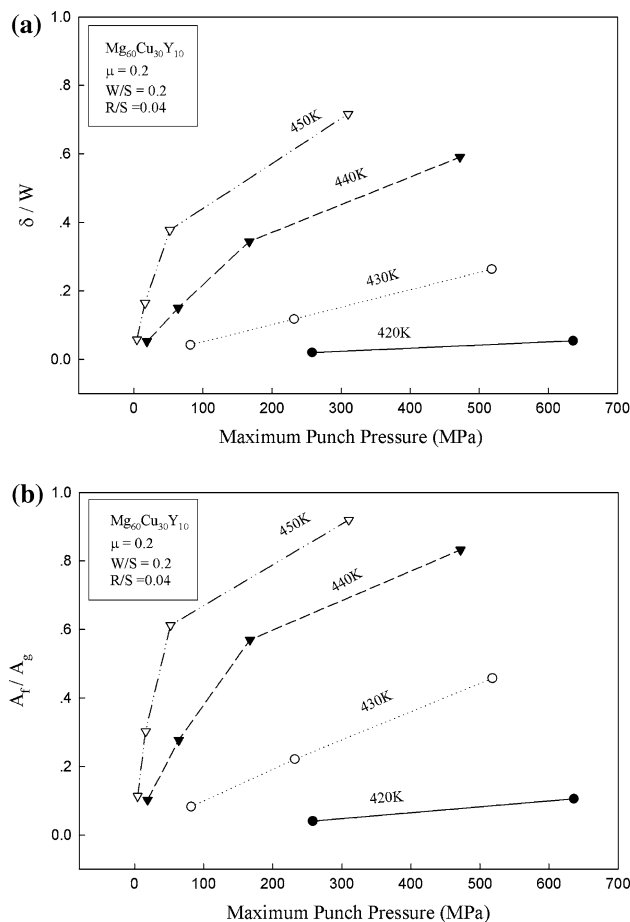 (a)
1.0
.8
.6
.4
.2
0.0
δ / W
Mg60Cu30Y10
μ = 0.2
W/S = 0.2
R/S =0.04
450K
440K
430K
420K
0 100 200 300 400 500 600 700
Maximum Punch Pressure (MPa)
(b)
1.0
.8
.6
.4
.2
0.0
Af / Ag
Mg60Cu30Y10
μ = 0.2
W/S = 0.2
R/S =0.04
450K
440K
430K
420K
0 100 200 300 400 500 600 700
Maximum Punch Pressure (MPa)